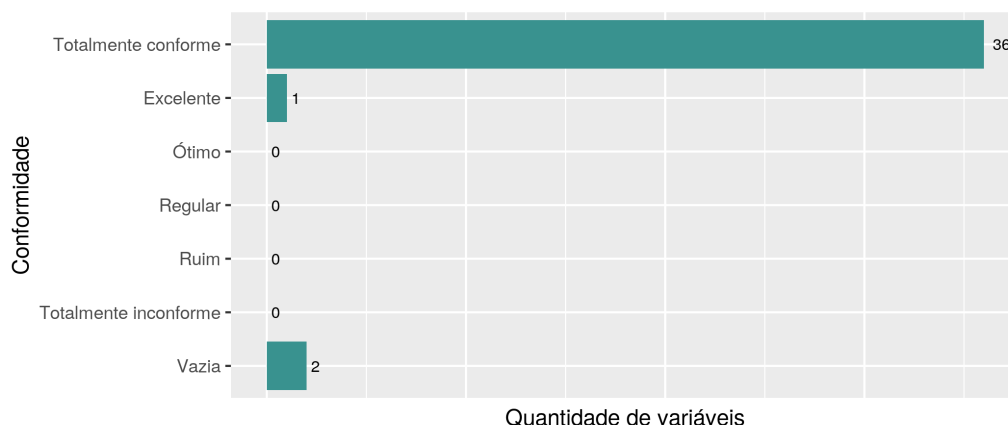 Totalmente conforme
36
Excelente
1
Ótimo
0
Regular
0
Ruim
0
Totalmente inconforme
0
Vazia
2
Conformidade
Quantidade de variáveis